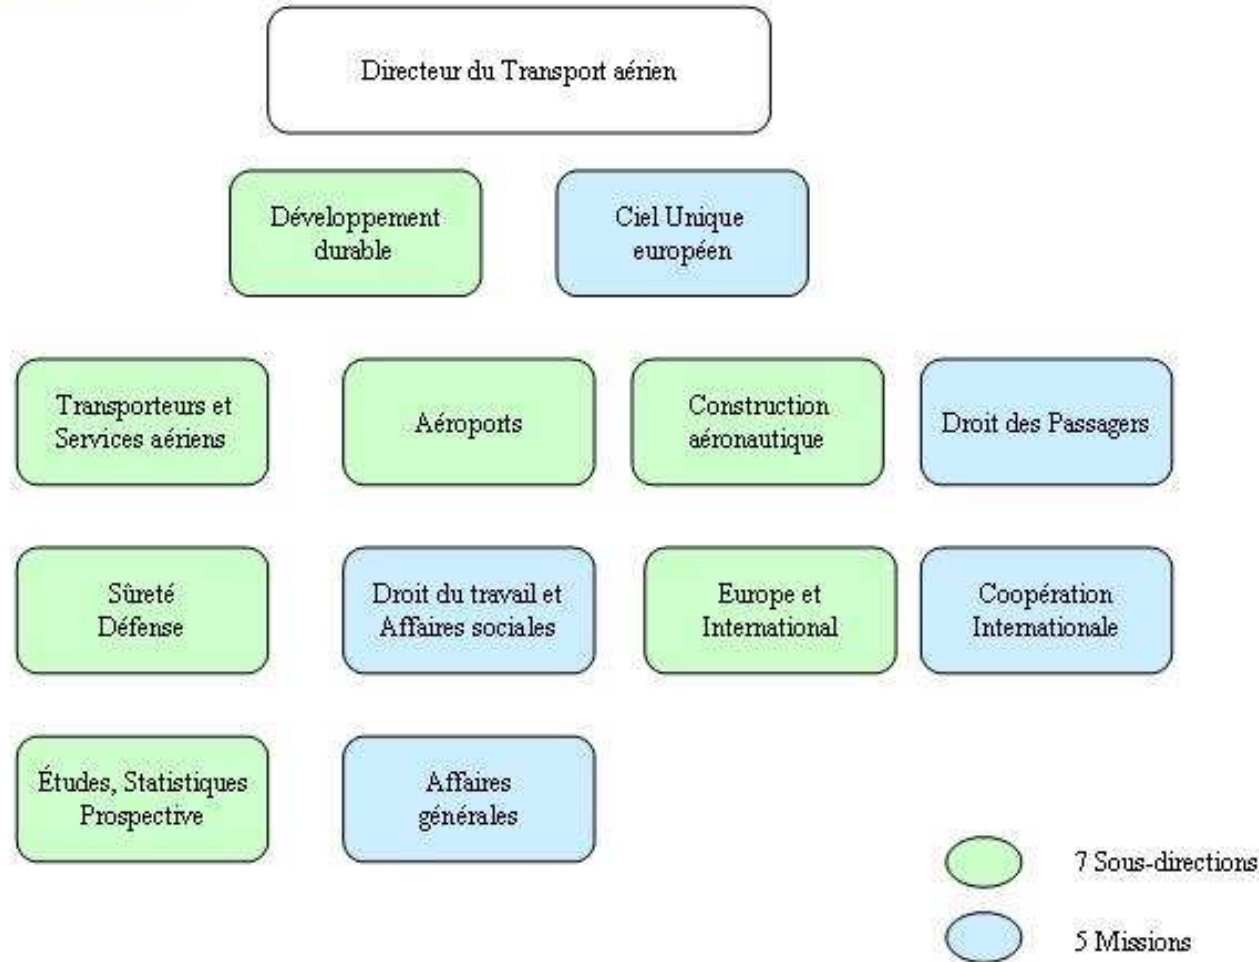 Directeur du Transport aérien
Développement
durable
Ciel Unique
européen
Transporteurs et
Services aériens
Aéroports
Construction
aéronautique
Droit des Passagers
Sûreté
Défense
Droit du travail et
Affaires sociales
Europe et
International
Coopération
Internationale
Études, Statistiques
Prospective
Affaires
générales
7 Sous-directions
5 Missions